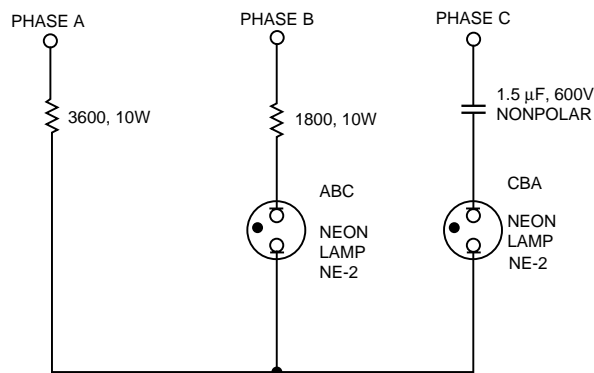 PHASE A
PHASE B
PHASE C
3600, 10W
1800, 10W
1.5 μF, 600V
NONPOLAR
ABC
NEON
LAMP
NE-2
CBA
NEON
LAMP
NE-2